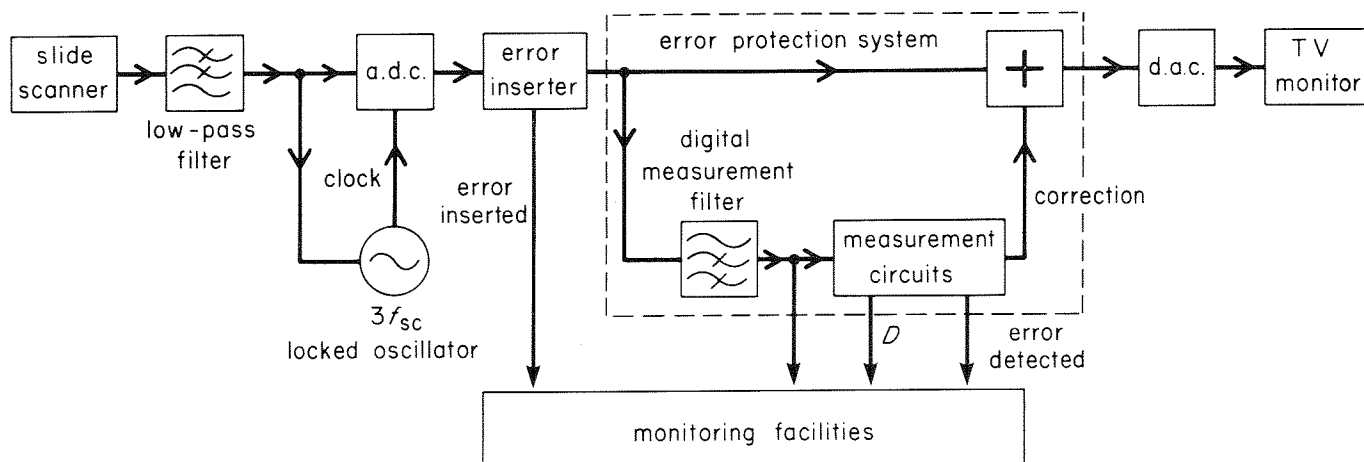 slide
scanner
low-pass
filter
a.d.c.
clock
3fsc
locked oscillator
error
inserter
error
inserted
error protection system
digital
measurement
filter
measurement
circuits
+
correction
D
error
detected
d.a.c.
TV
monitor
monitoring facilities